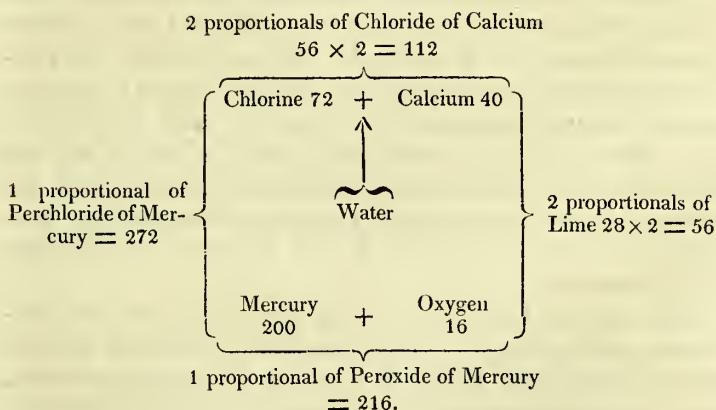 2 proportionals of Chloride of Calcium
56 × 2 = 112
Chlorine 72 + Calcium 40
1 proportional of
Perchloride of Mer-
cury = 272
Water
2 proportionals of
Lime 28 × 2 = 56
Mercury
200
+
Oxygen
16
1 proportional of Peroxide of Mercury
= 216.